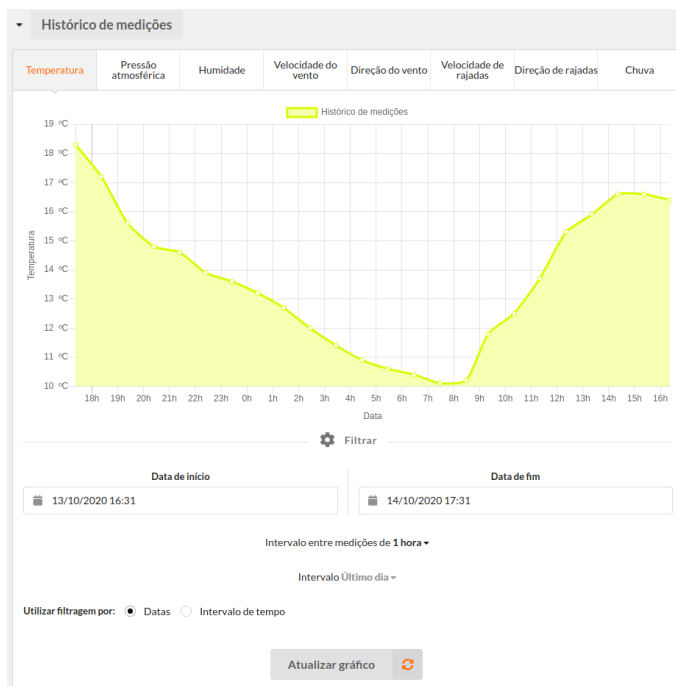 Histórico de medições
Temperatura
Pressão
atmosférica
Humidade
Velocidade do
vento
Direção do vento
Velocidade de
rajadas
Direção de rajadas
Chuva
Histórico de medições
19 ºC
18 ºC
17 ºC
16 ºC
15 ºC
14 ºC
13 ºC
12 ºC
11 ºC
10 ºC
Temperatura
18h 19h 20h 21h 22h 23h 0h 1h 2h 3h 4h 5h 6h 7h 8h 9h 10h 11h 12h 13h 14h 15h 16h
Data
Filtrar
Data de início
Data de fim
13/10/2020 16:31
14/10/2020 17:31
Intervalo entre medições de 1 hora
Intervalo Último dia
Utilizar filtragem por: Datas Intervalo de tempo
Atualizar gráfico